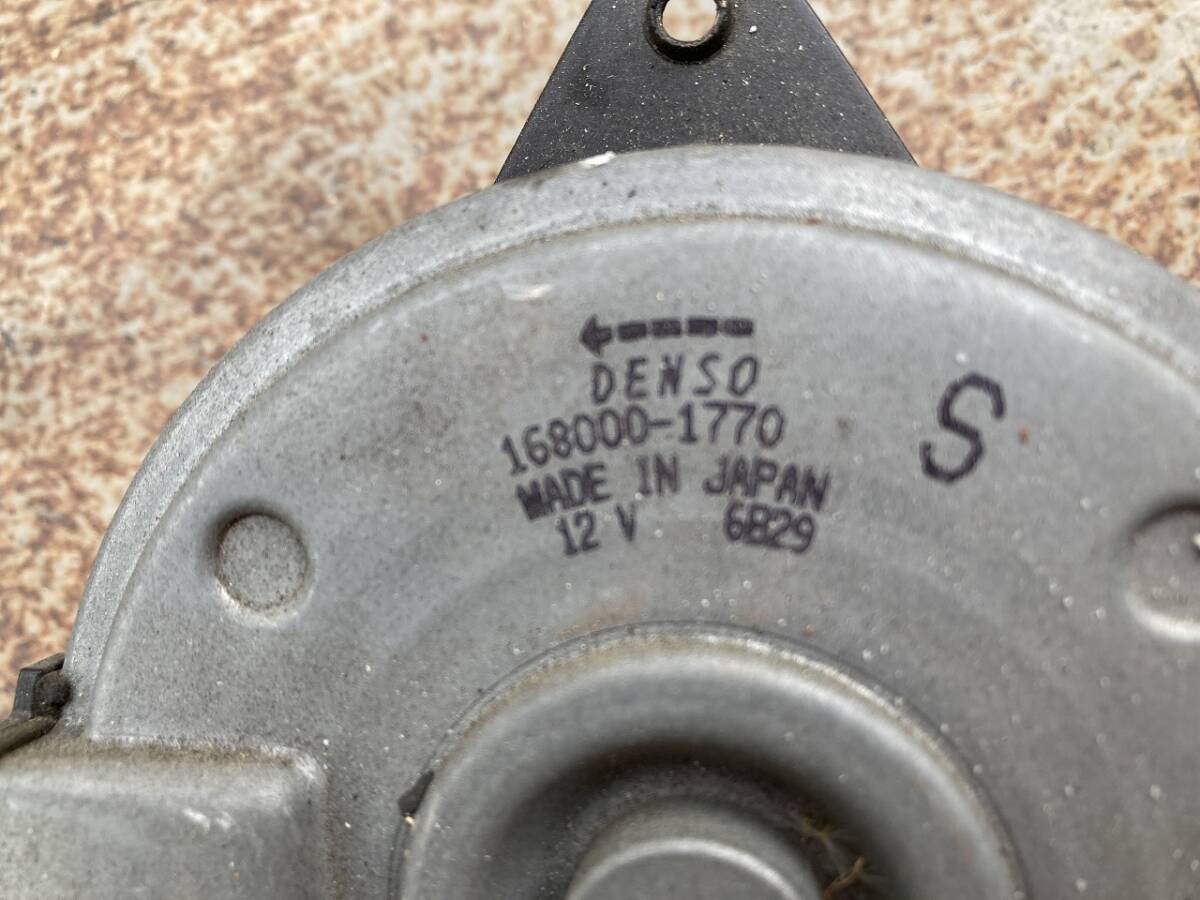 DENSO
168000-1770
S
MADE IN JAPAN
12 V 6B29